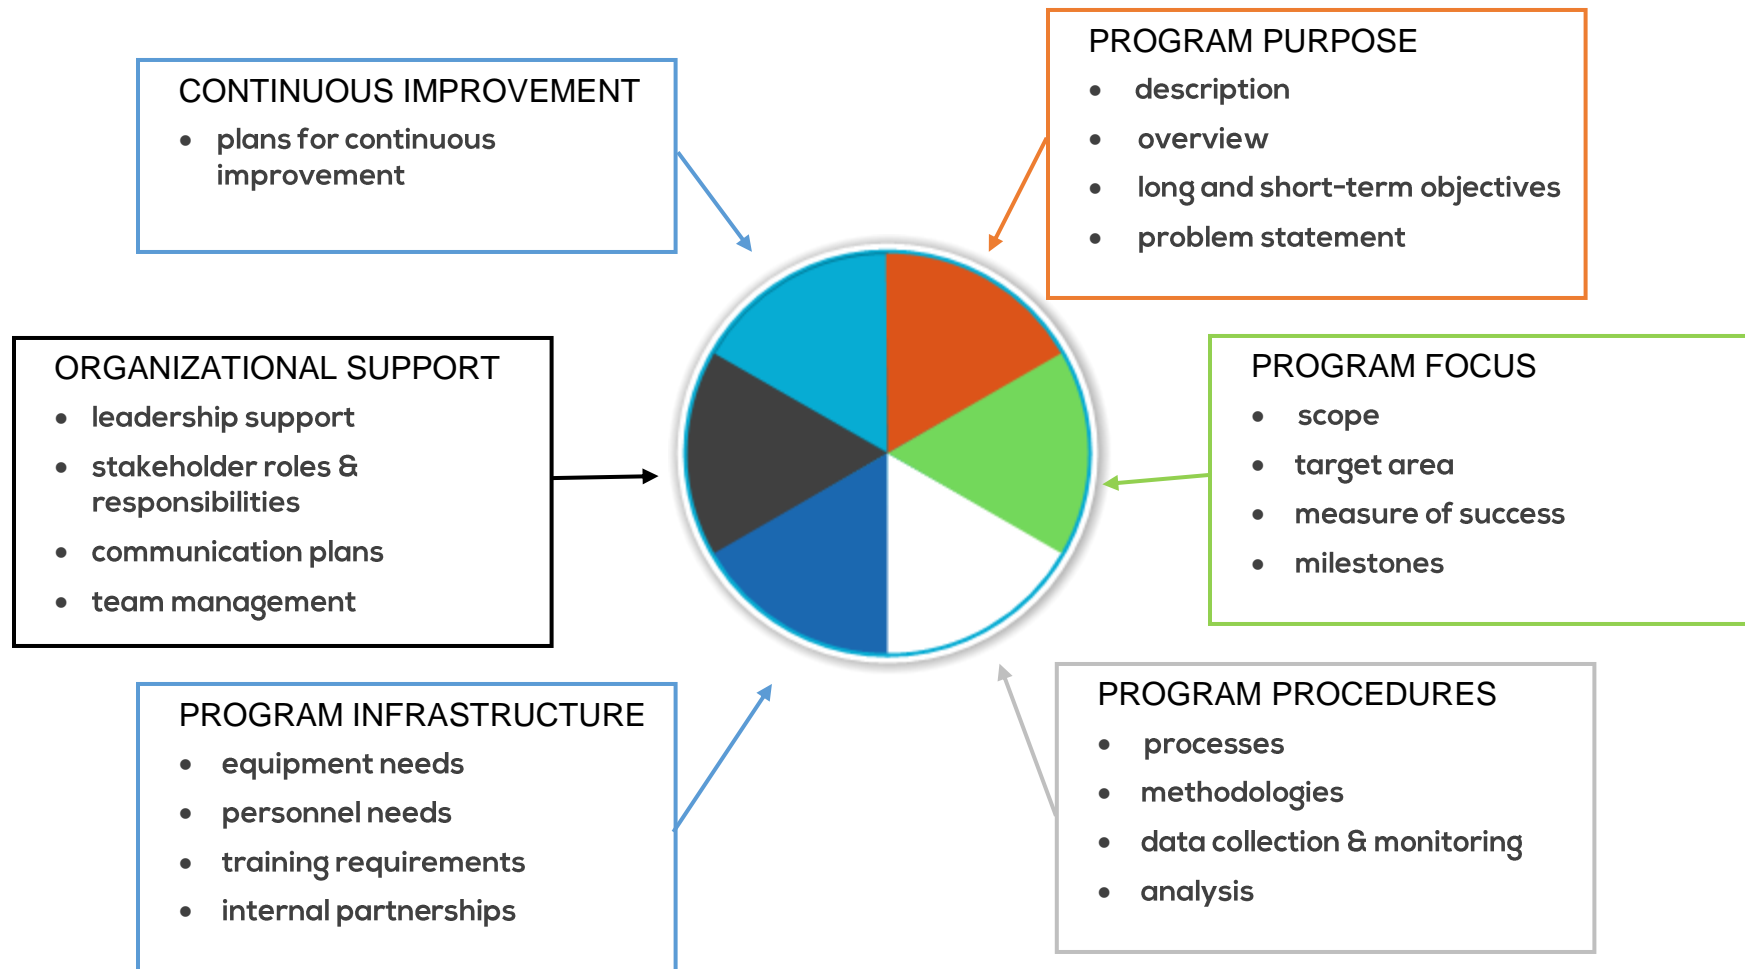 CONTINUOUS IMPROVEMENT
• plans for continuous
improvement
PROGRAM PURPOSE
• description
• overview
• long and short-term objectives
• problem statement
ORGANIZATIONAL SUPPORT
• leadership support
• stakeholder roles &
responsibilities
• communication plans
• team management
PROGRAM FOCUS
• scope
• target area
• measure of success
• milestones
PROGRAM INFRASTRUCTURE
• equipment needs
• personnel needs
• training requirements
• internal partnerships
PROGRAM PROCEDURES
• processes
• methodologies
• data collection & monitoring
• analysis